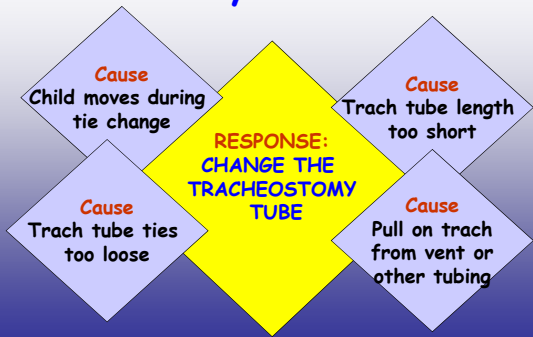 Cause
Child moves during
tie change
Cause
Trach tube length
too short
RESPONSE:
CHANGE THE
TRACHEOSTOMY
TUBE
Cause
Trach tube ties
too loose
Cause
Pull on trach
from vent or
other tubing